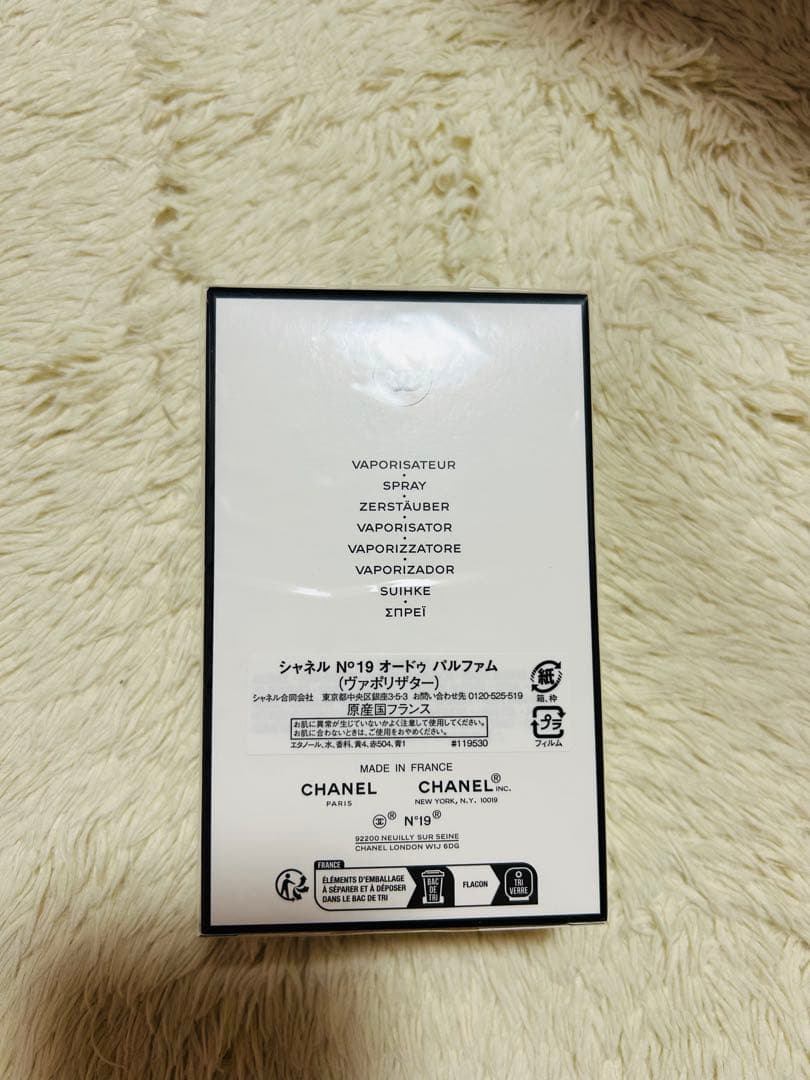 VAPORISATEUR
SPRAY
ZERSTÄUBER
VAPORISATOR
VAPORIZZATORE
VAPORIZADOR
SUIHKE
ΣΠΡΕΪ
シャネル Nº19 オードゥ パルファム
(ヴァポリザター)
シャネル合同会社 東京都中央区銀座3-5-3 お問い合わせ先 0120-525-519
原産国フランス
お肌に異常が生じていないかよく注意して使用してください。
お肌に合わないときは、ご使用をおやめください。
エタノール、水、香料、黄4、赤504、青1 #119530
紙
箱、枠
プラ
フィルム
MADE IN FRANCE
CHANEL
PARIS
CHANEL® INC.
NEW YORK, N.Y. 10019
® N°19®
92200 NEUILLY SUR SEINE
CHANEL LONDON W1J 6DG
FRANCE
ÉLÉMENTS D'EMBALLAGE
À SÉPARER ET À DÉPOSER
DANS LE BAC DE TRI
BAC
DE
TRI
FLACON
TRI
VERRE